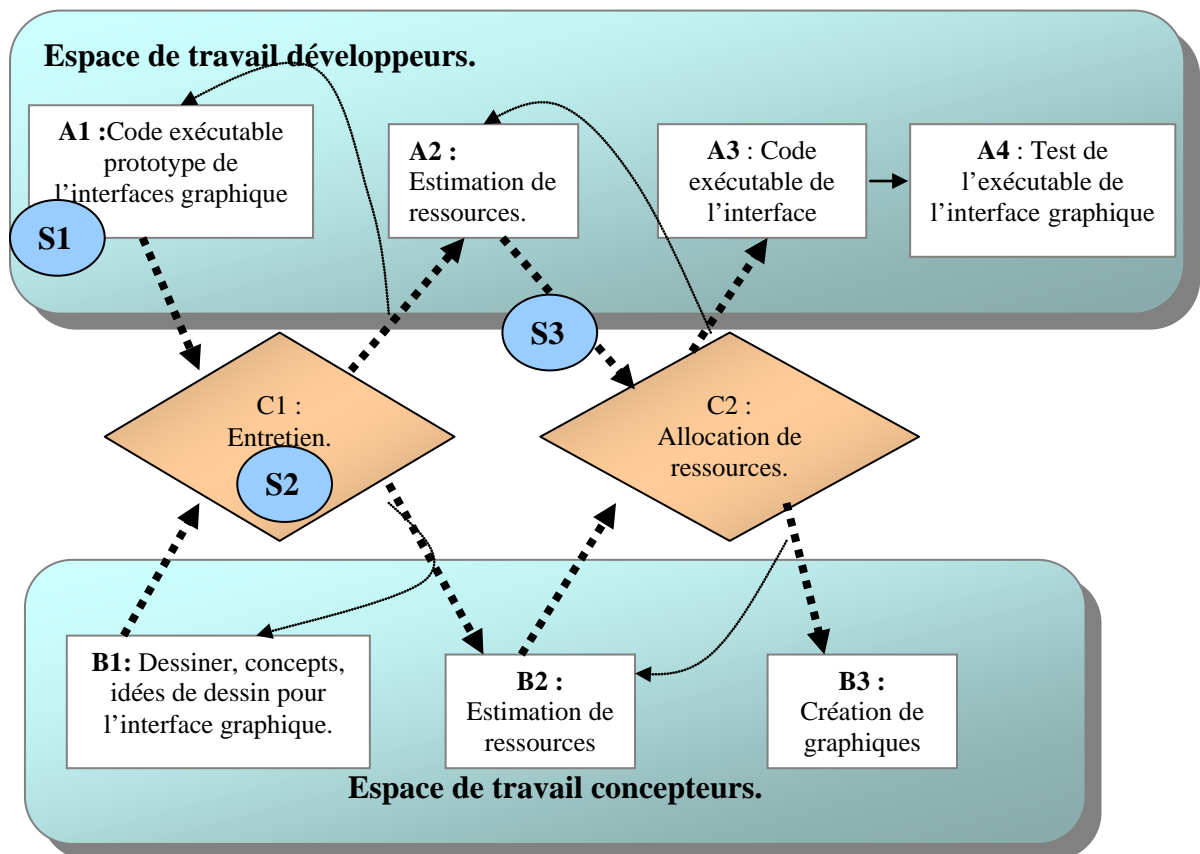 Espace de travail développeurs.
A1 :Code exécutable
prototype de
l’interfaces graphique
A2 :
Estimation de
ressources.
A3 : Code
exécutable de
l’interface
A4 : Test de
l’exécutable de
l’interface graphique
S1
S3
C1 :
Entretien.
S2
C2 :
Allocation de
ressources.
B1: Dessiner, concepts,
idées de dessin pour
l’interface graphique.
B2 :
Estimation de
ressources
B3 :
Création de
graphiques
Espace de travail concepteurs.